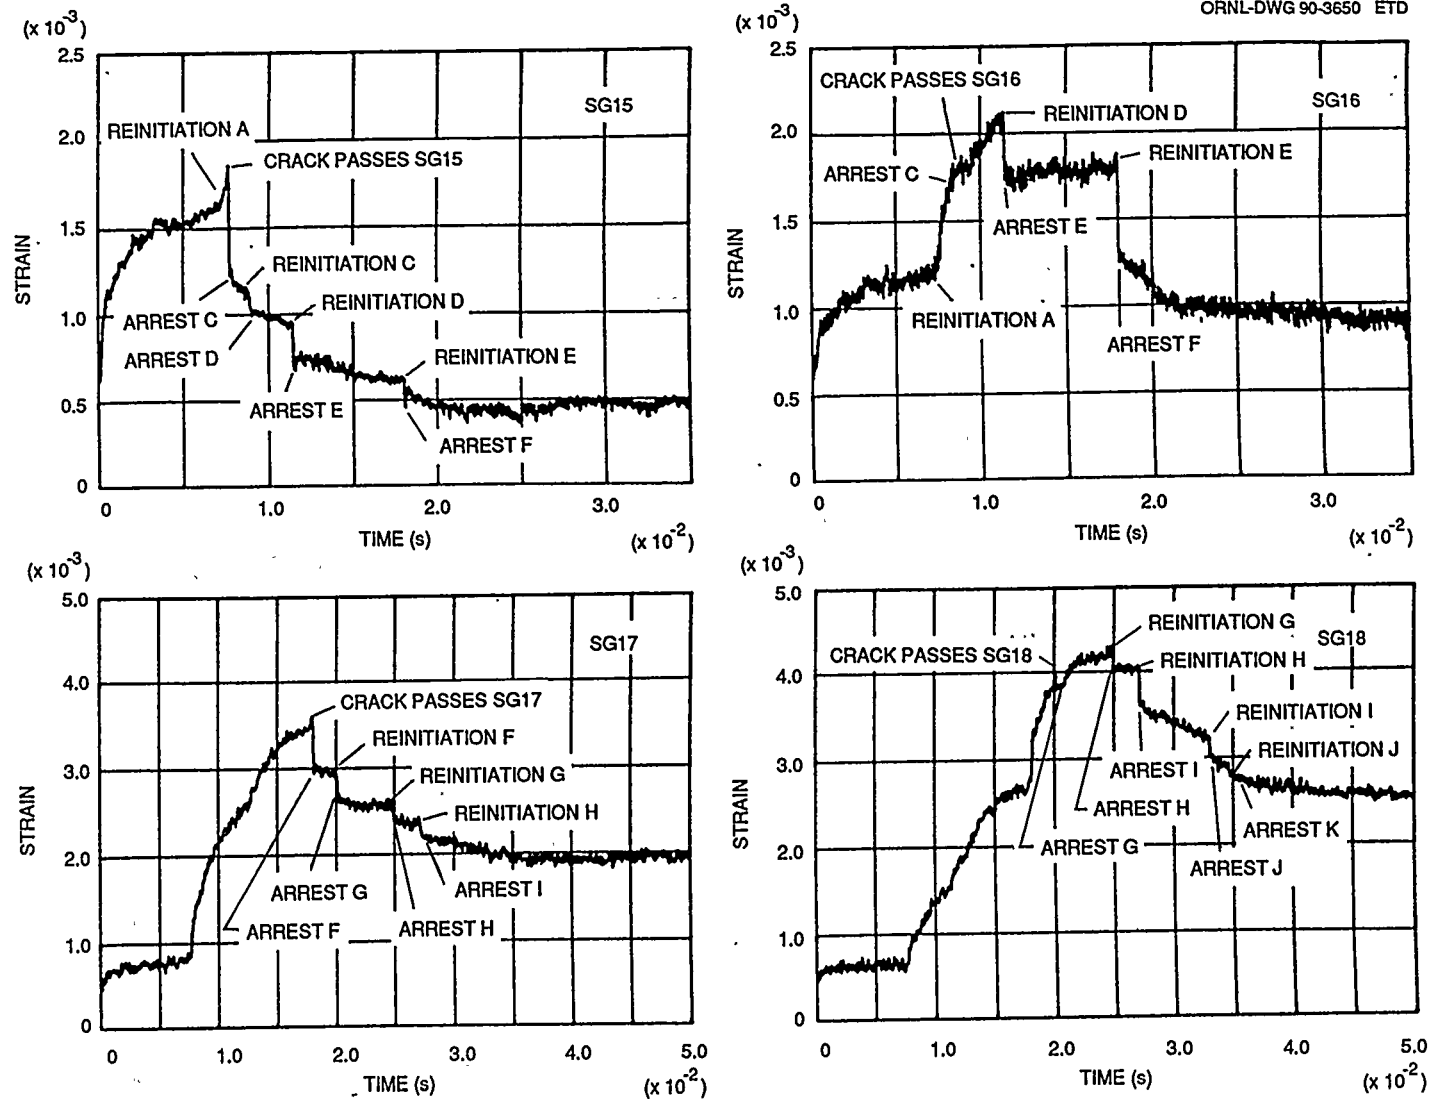 ORNL-DWG 90-3650 ETD
(x 10-3)
2.5
2.0
1.5
1.0
0.5
0
STRAIN
SG15
REINITIATION A
CRACK PASSES SG15
REINITIATION C
REINITIATION D
ARREST C
ARREST D
REINITIATION E
ARREST E
ARREST F
0 1.0 2.0 3.0
TIME (s)
(x 10-2)
(x 10-3)
2.5
2.0
1.5
1.0
0.5
0
STRAIN
CRACK PASSES SG16
SG16
REINITIATION D
REINITIATION E
ARREST C
ARREST E
REINITIATION A
ARREST F
0 1.0 2.0 3.0
TIME (s)
(x 10-2)
(x 10-3)
5.0
4.0
3.0
2.0
1.0
0
STRAIN
SG17
CRACK PASSES SG17
REINITIATION F
REINITIATION G
REINITIATION H
ARREST G
ARREST I
ARREST F
ARREST H
0 1.0 2.0 3.0 4.0 5.0
TIME (s)
(x 10-2)
(x 10-3)
5.0
4.0
3.0
2.0
1.0
0
STRAIN
REINITIATION G
SG18
CRACK PASSES SG18
REINITIATION H
REINITIATION I
REINITIATION J
ARREST I
ARREST H
ARREST K
ARREST G
ARREST J
0 1.0 2.0 3.0 4.0 5.0
TIME (s)
(x 10-2)